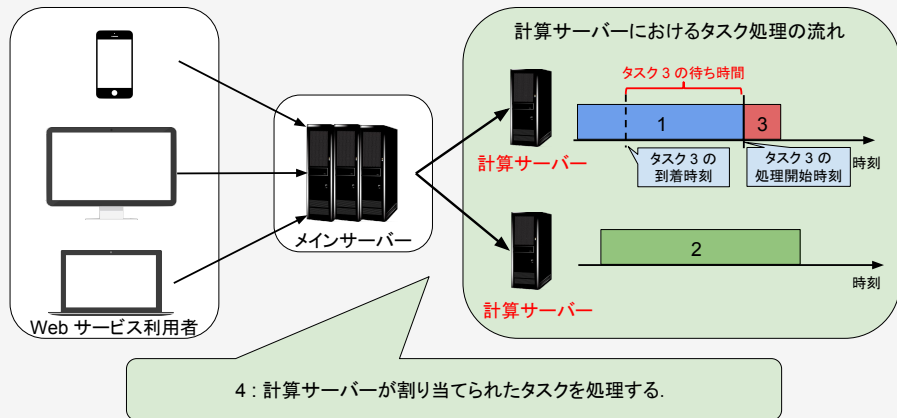 計算サーバーにおけるタスク処理の流れ
タスク 3 の待ち時間
1
3
計算サーバー
タスク 3 の
到着時刻
タスク 3 の
処理開始時刻
時刻
メインサーバー
2
計算サーバー
時刻
Web サービス利用者
4 : 計算サーバーが割り当てられたタスクを処理する.